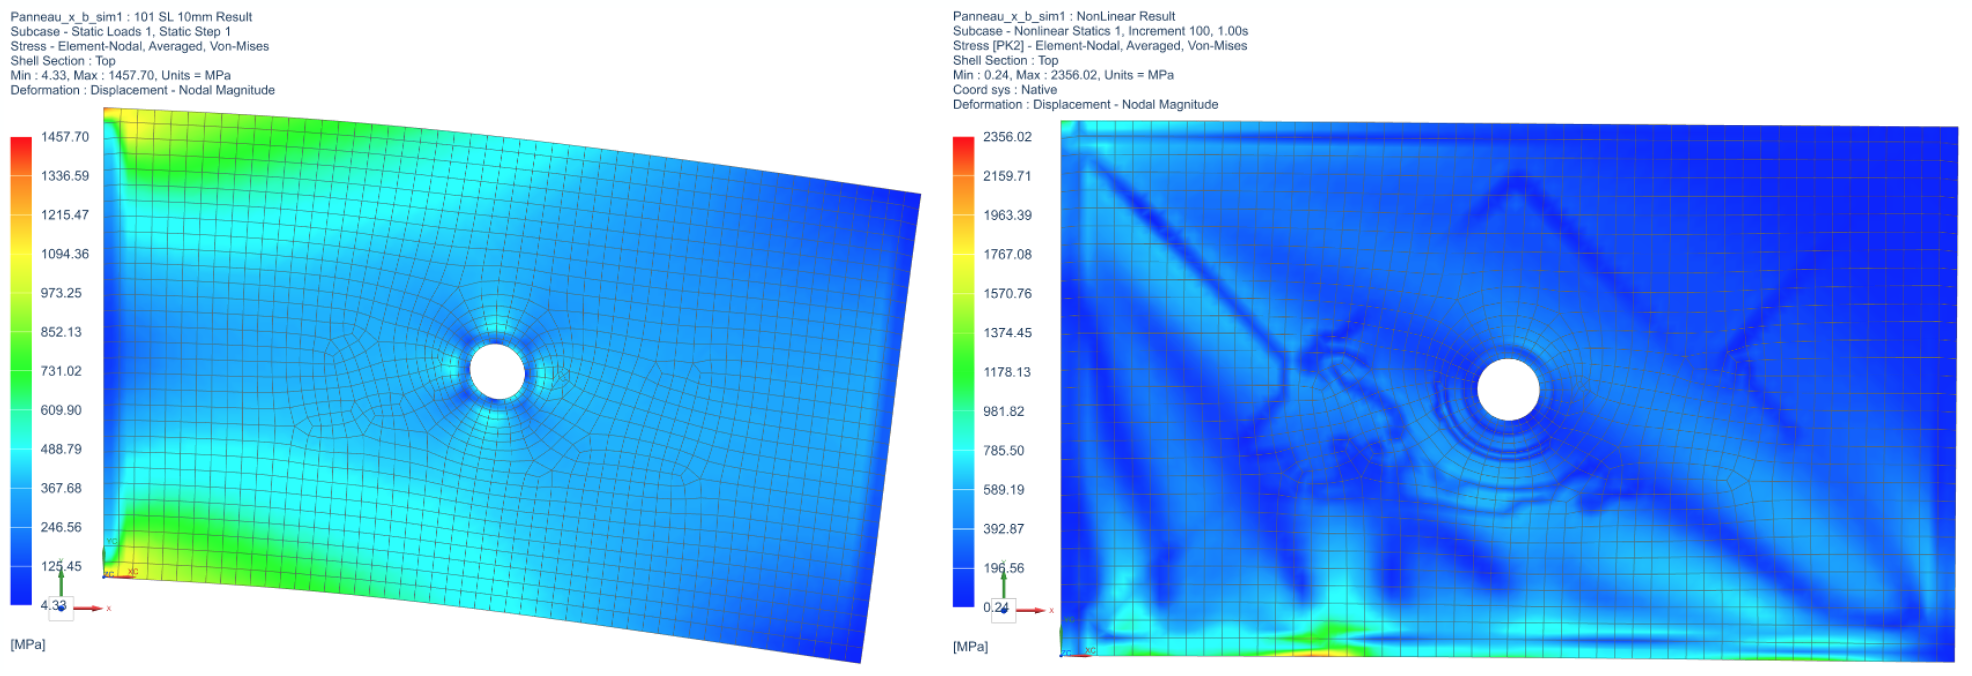 Panneau_x_b_sim1 : 101 SL 10mm Result
Subcase - Static Loads 1, Static Step 1
Stress - Element-Nodal, Averaged, Von-Mises
Shell Section : Top
Min : 4.33, Max : 1457.70, Units = MPa
Deformation : Displacement - Nodal Magnitude
1457.70
1336.59
1215.47
1094.36
973.25
852.13
731.02
609.90
488.79
367.68
246.56
125.45
4.33
[MPa]
YC
XC
ZC
Y
X
Panneau_x_b_sim1 : NonLinear Result
Subcase - Nonlinear Statics 1, Increment 100, 1.00s
Stress [PK2] - Element-Nodal, Averaged, Von-Mises
Shell Section : Top
Min : 0.24, Max : 2356.02, Units = MPa
Coord sys : Native
Deformation : Displacement - Nodal Magnitude
2356.02
2159.71
1963.39
1767.08
1570.76
1374.45
1178.13
981.82
785.50
589.19
392.87
196.56
0.24
[MPa]
XC
ZC
X